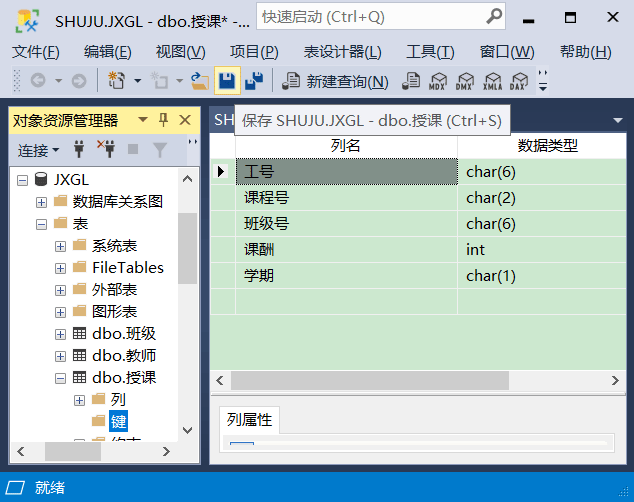 SHUJU.JXGL - dbo.授课* -...
快速启动 (Ctrl+Q)
文件(F) 编辑(E) 视图(V) 项目(P) 表设计器(L) 工具(T) 窗口(W) 帮助(H)
新建查询(N) MDX DMX XMLA DAX
对象资源管理器
SH
保存 SHUJU.JXGL - dbo.授课 (Ctrl+S)
连接
列名 数据类型
工号 char(6)
课程号 char(2)
班级号 char(6)
课酬 int
学期 char(1)
JXGL
数据库关系图
表
系统表
FileTables
外部表
图形表
dbo.班级
dbo.教师
dbo.授课
列
键
列属性
就绪